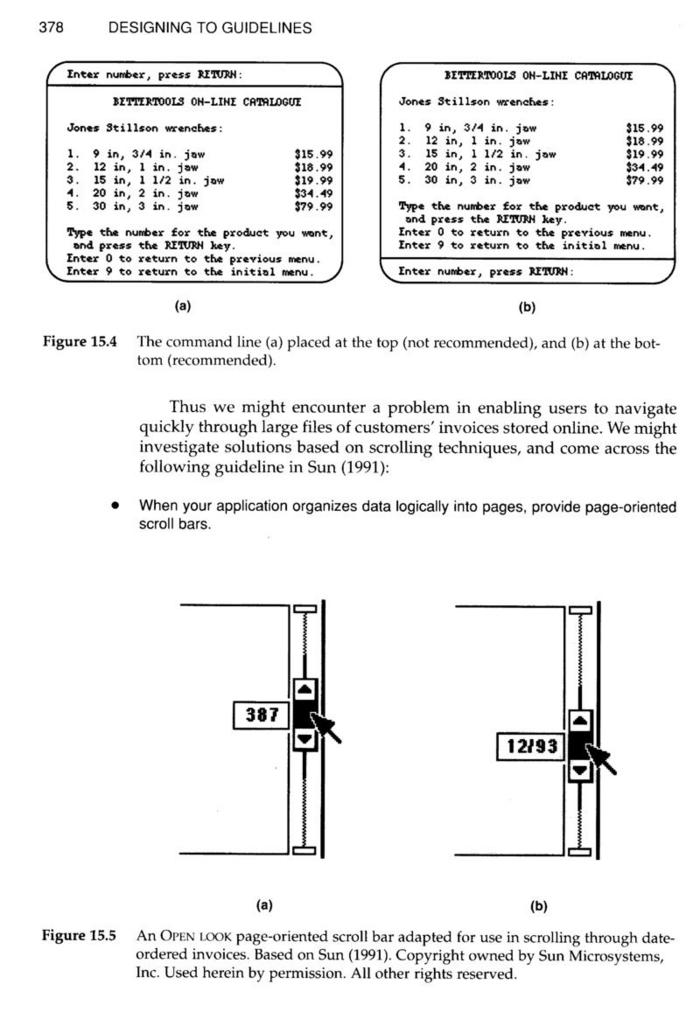 378 DESIGNING TO GUIDELINES
Enter number, press RETURN:
BETTERTOOLS ON-LINE CATALOGUE
Jones Stillson wrenches:
1. 9 in, 3/4 in. jaw $15.99
2. 12 in, 1 in. jaw $18.99
3. 15 in, 1 1/2 in. jaw $19.99
4. 20 in, 2 in. jaw $34.49
5. 30 in, 3 in. jaw $79.99
Type the number for the product you want,
and press the RETURN key.
Enter 0 to return to the previous menu.
Enter 9 to return to the initial menu.
(a)
BETTERTOOLS ON-LINE CATALOGUE
Jones Stillson wrenches:
1. 9 in, 3/4 in. jaw $15.99
2. 12 in, 1 in. jaw $18.99
3. 15 in, 1 1/2 in. jaw $19.99
4. 20 in, 2 in. jaw $34.49
5. 30 in, 3 in. jaw $79.99
Type the number for the product you want,
and press the RETURN key.
Enter 0 to return to the previous menu.
Enter 9 to return to the initial menu.
Enter number, press RETURN:
(b)
Figure 15.4 The command line (a) placed at the top (not recommended), and (b) at the bot-
tom (recommended).
Thus we might encounter a problem in enabling users to navigate
quickly through large files of customers' invoices stored online. We might
investigate solutions based on scrolling techniques, and come across the
following guideline in Sun (1991):
• When your application organizes data logically into pages, provide page-oriented
scroll bars.
387
12/93
(a) (b)
Figure 15.5 An OPEN LOOK page-oriented scroll bar adapted for use in scrolling through date-
ordered invoices. Based on Sun (1991). Copyright owned by Sun Microsystems,
Inc. Used herein by permission. All other rights reserved.